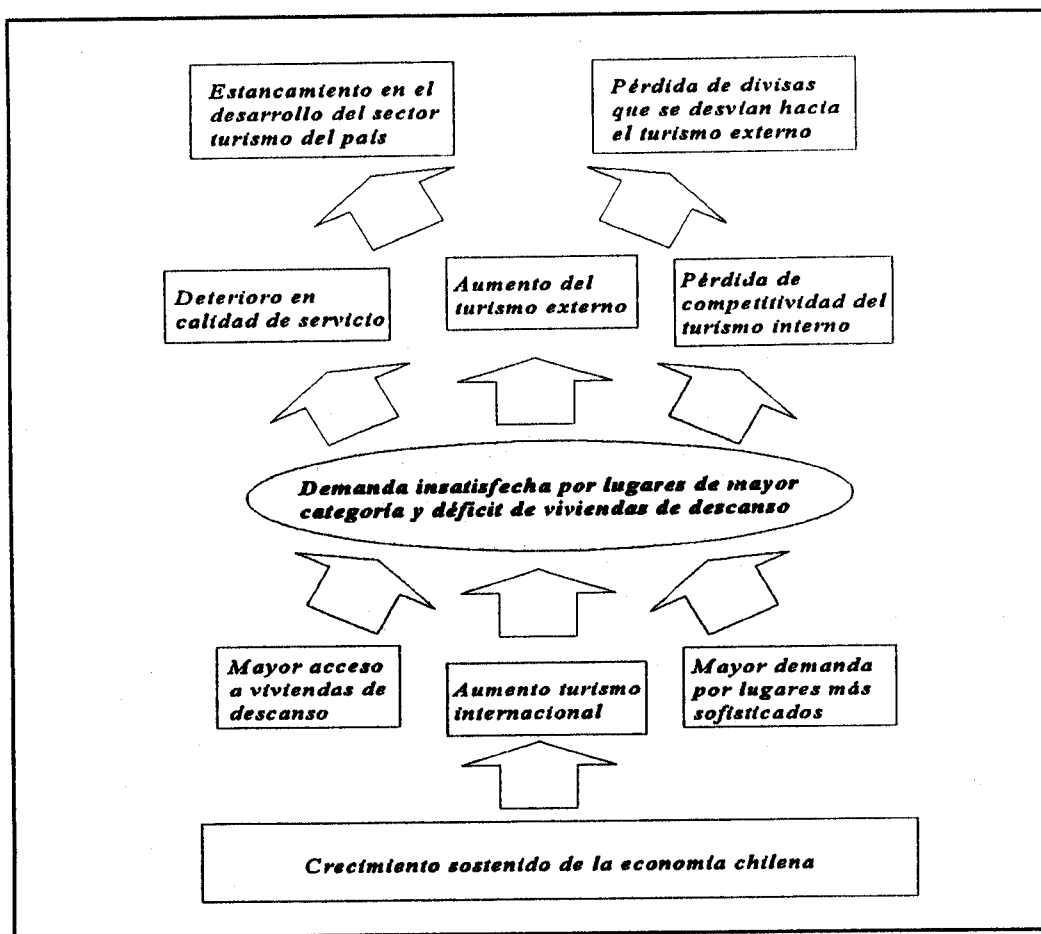 Estancamiento en el
desarrollo del sector
turismo del país
Pérdida de divisas
que se desvían hacia
el turismo externo
Deterioro en
calidad de servicio
Aumento del
turismo externo
Pérdida de
competitividad del
turismo interno
Demanda insatisfecha por lugares de mayor
categoría y déficit de viviendas de descanso
Mayor acceso
a viviendas de
descanso
Aumento turismo
internacional
Mayor demanda
por lugares más
sofisticados
Crecimiento sostenido de la economía chilena